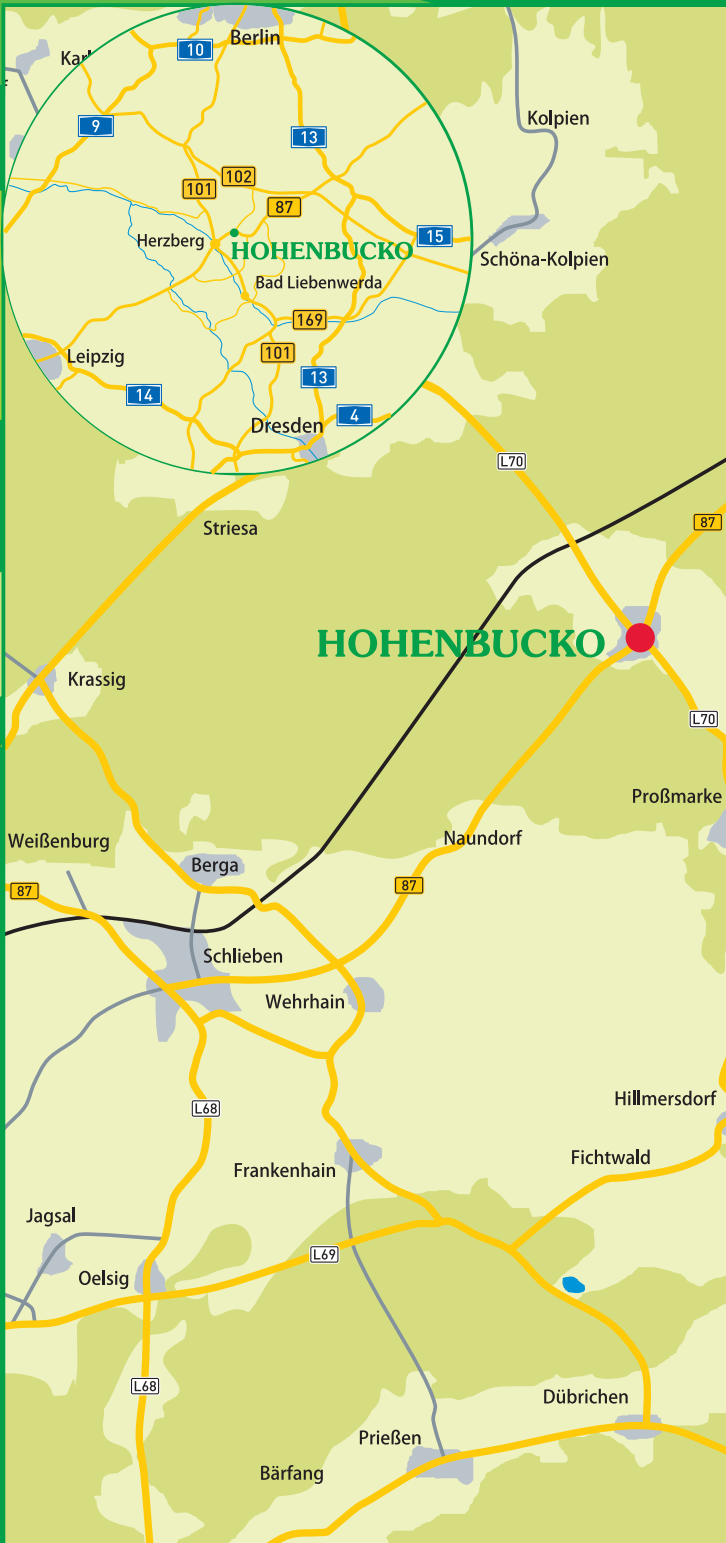 Berlin
10
Karl
Kolpien
9
13
102
101
87
15
Herzberg
HOHENBUCKO
Schöna-Kolpien
Bad Liebenwerda
169
101
Leipzig
13
14
4
Dresden
L70
Striesa
87
HOHENBUCKO
Krassig
L70
Proßmarke
Weißenburg
Naundorf
Berga
87
87
Schlieben
Wehrhain
Hillmersdorf
L68
Fichtwald
Frankenhain
Jagsal
L69
Oelsig
L68
Dübrichen
Prießen
Bärfang